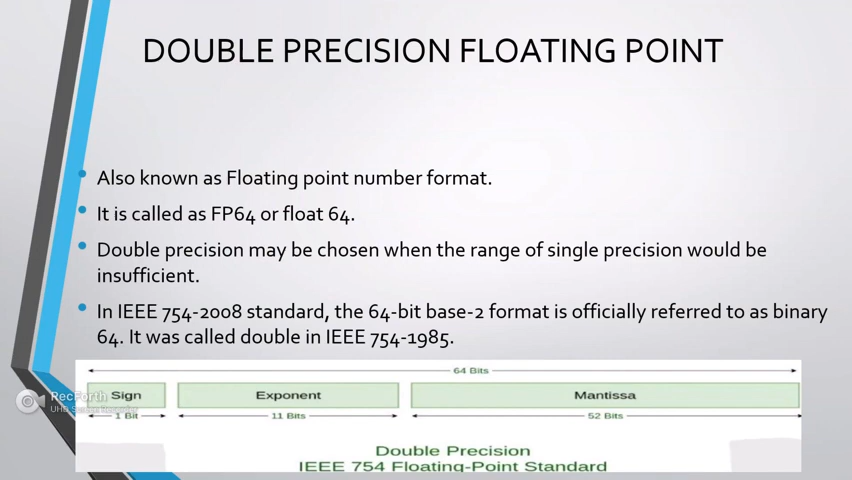 DOUBLE PRECISION FLOATING POINT
Also known as Floating point number format.
It is called as FP64 or float 64.
Double precision may be chosen when the range of single precision would be
insufficient.
In IEEE 754-2008 standard, the 64-bit base-2 format is officially referred to as binary
64. It was called double in IEEE 754-1985.
64 Bits
Sign Exponent Mantissa
1 Bit 11 Bits 52 Bits
RecForth
Double Precision
IEEE 754 Floating-Point Standard